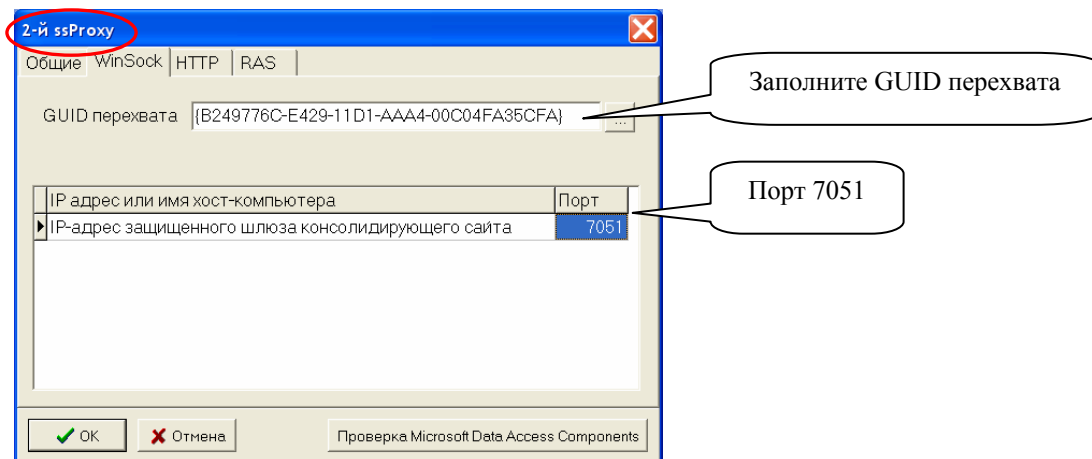 2-й ssProxy
Общие WinSock HTTP RAS
GUID перехвата {B249776C-E429-11D1-AAA4-00C04FA35CFA} ...
Заполните GUID перехвата
IP адрес или имя хост-компьютера Порт
IP-адрес защищенного шлюза консолидирующего сайта 7051
Порт 7051
OK Отмена Проверка Microsoft Data Access Components